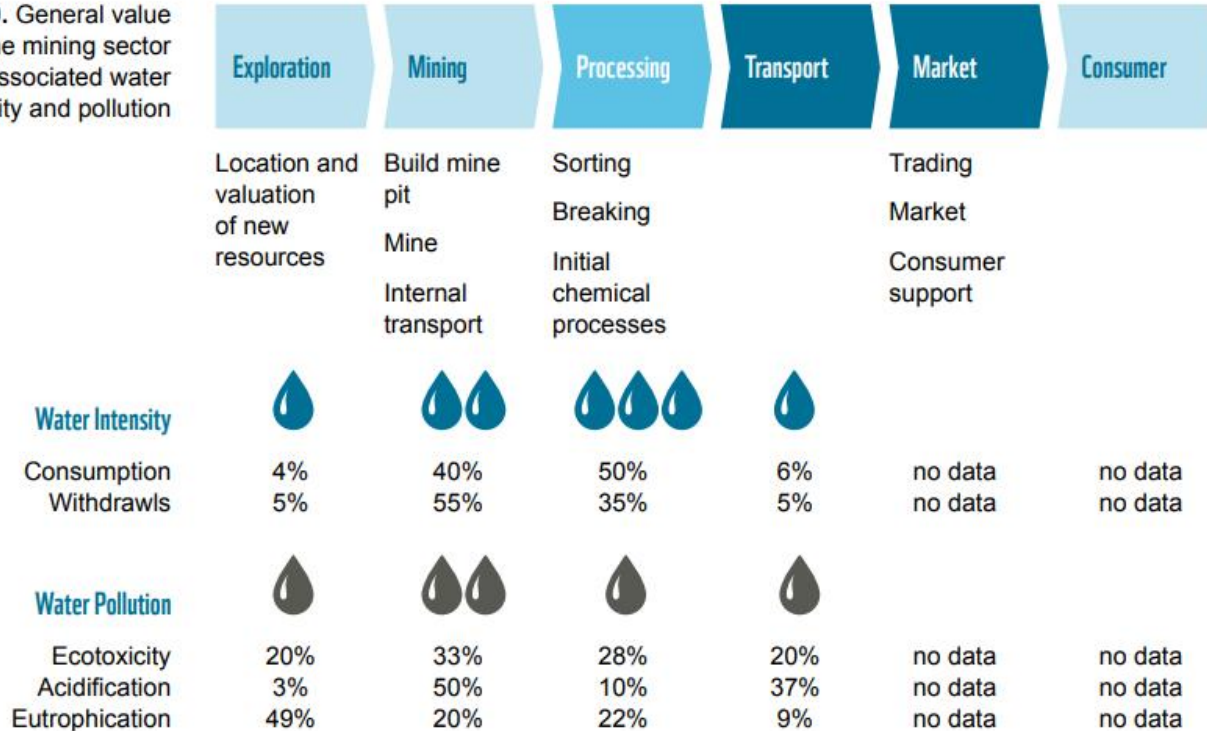 . General value
e mining sector
ssociated water
ity and pollution
Exploration Mining Processing Transport Market Consumer
Location and
valuation
of new
resources
Build mine
pit
Mine
Internal
transport
Sorting
Breaking
Initial
chemical
processes
Trading
Market
Consumer
support
Water Intensity
Consumption 4% 40% 50% 6% no data no data
Withdrawls 5% 55% 35% 5% no data no data
Water Pollution
Ecotoxicity 20% 33% 28% 20% no data no data
Acidification 3% 50% 10% 37% no data no data
Eutrophication 49% 20% 22% 9% no data no data